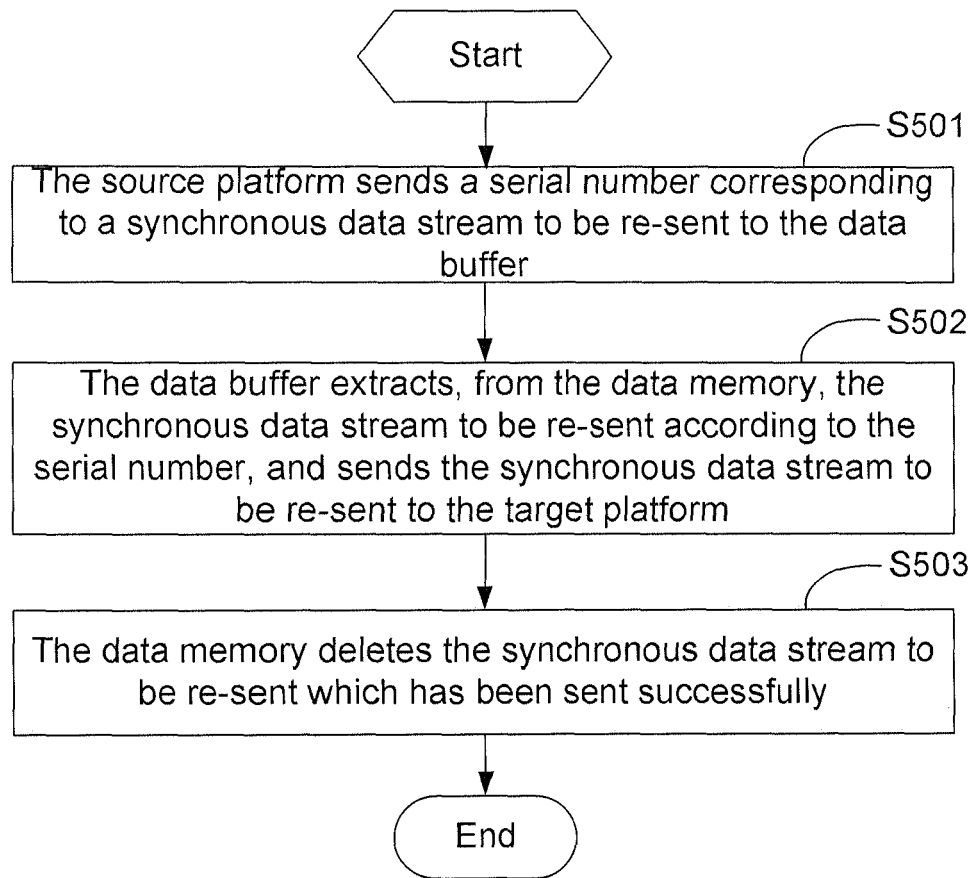 Start
S501
The source platform sends a serial number corresponding
to a synchronous data stream to be re-sent to the data
buffer
S502
The data buffer extracts, from the data memory, the
synchronous data stream to be re-sent according to the
serial number, and sends the synchronous data stream to
be re-sent to the target platform
S503
The data memory deletes the synchronous data stream to
be re-sent which has been sent successfully
End